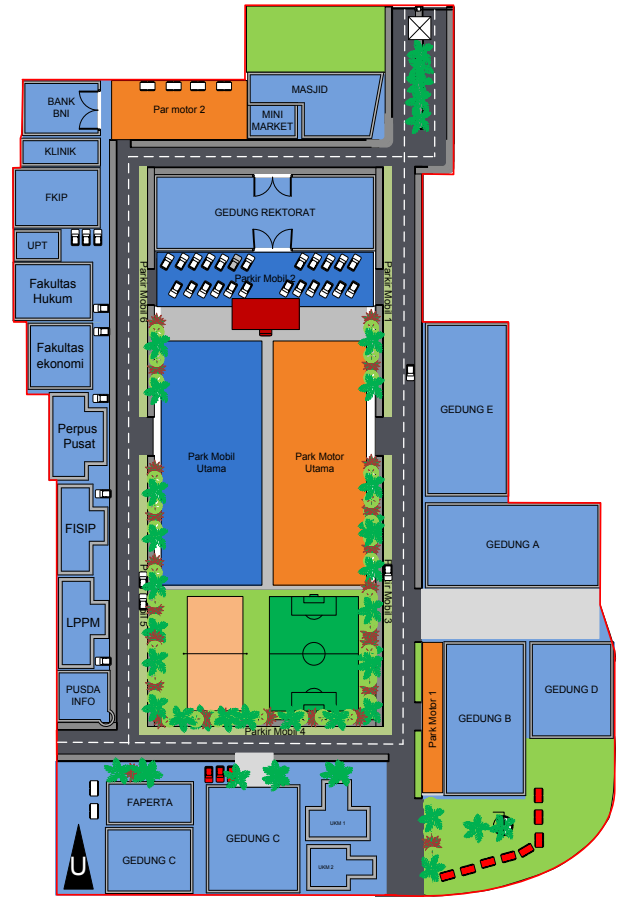 MASJID
BANK
BNI
Par motor 2
MINI
MARKET
KLINIK
FKIP
GEDUNG REKTORAT
UPT
Parkir Mobil 6
Parkir Mobil 2
Parkir Mobil 1
Fakultas
Hukum
Fakultas
ekonomi
GEDUNG E
Perpus
Pusat
Park Mobil
Utama
Park Motor
Utama
FISIP
GEDUNG A
LPPM
Mobil 5
Parkir Mobil 3
PUSDA
INFO
Park Motor 1
GEDUNG B
GEDUNG D
Parkir Mobil 4
FAPERTA
GEDUNG C
GEDUNG C
UKM 1
UKM 2
U